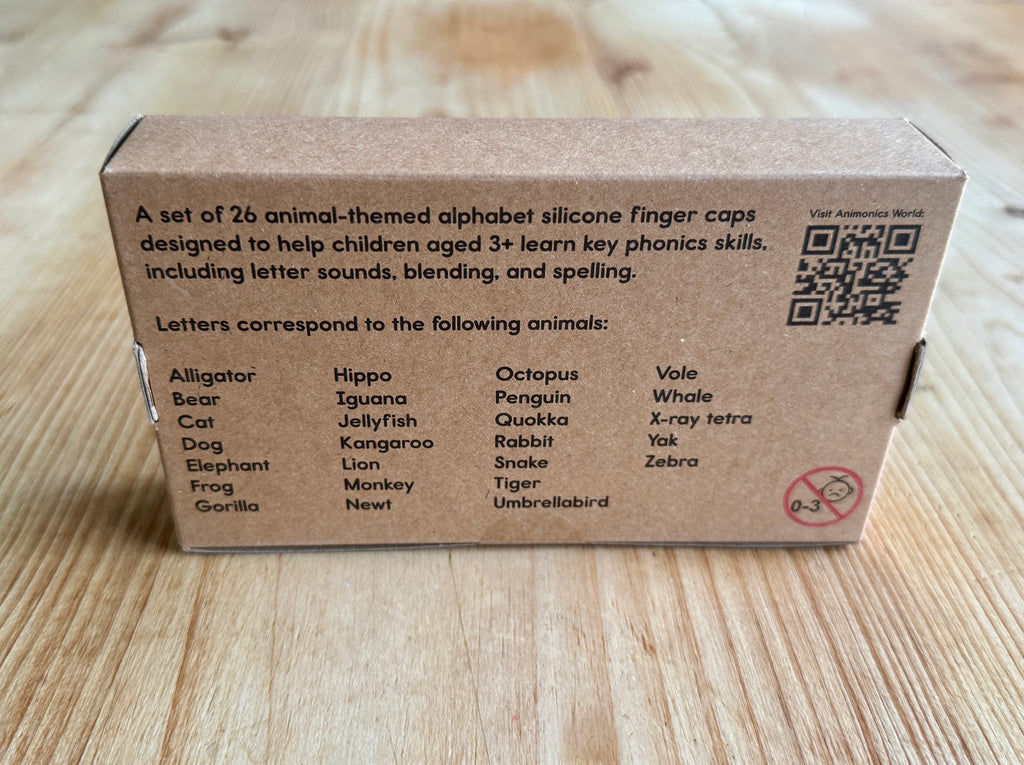 A set of 26 animal-themed alphabet silicone finger caps
designed to help children aged 3+ learn key phonics skills,
including letter sounds, blending, and spelling.
Visit Animonics World:
Letters correspond to the following animals:
Alligator
Bear
Cat
Dog
Elephant
Frog
Gorilla
Hippo
Iguana
Jellyfish
Kangaroo
Lion
Monkey
Newt
Octopus
Penguin
Quokka
Rabbit
Snake
Tiger
Umbrellabird
Vole
Whale
X-ray tetra
Yak
Zebra
0-3